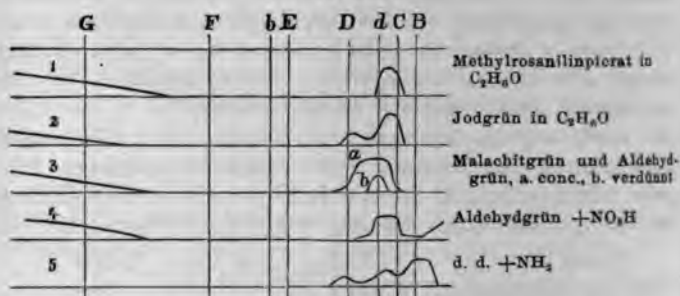 G F b E D d C B
1
Methylrosanilinpicrat in
C₂H₆O
2
Jodgrün in C₂H₆O
3
a
b
Malachitgrün und Aldehyd-
grün, a. conc., b. verdünnt
4
Aldehydgrün +NO₃H
5
d. d. +NH₃